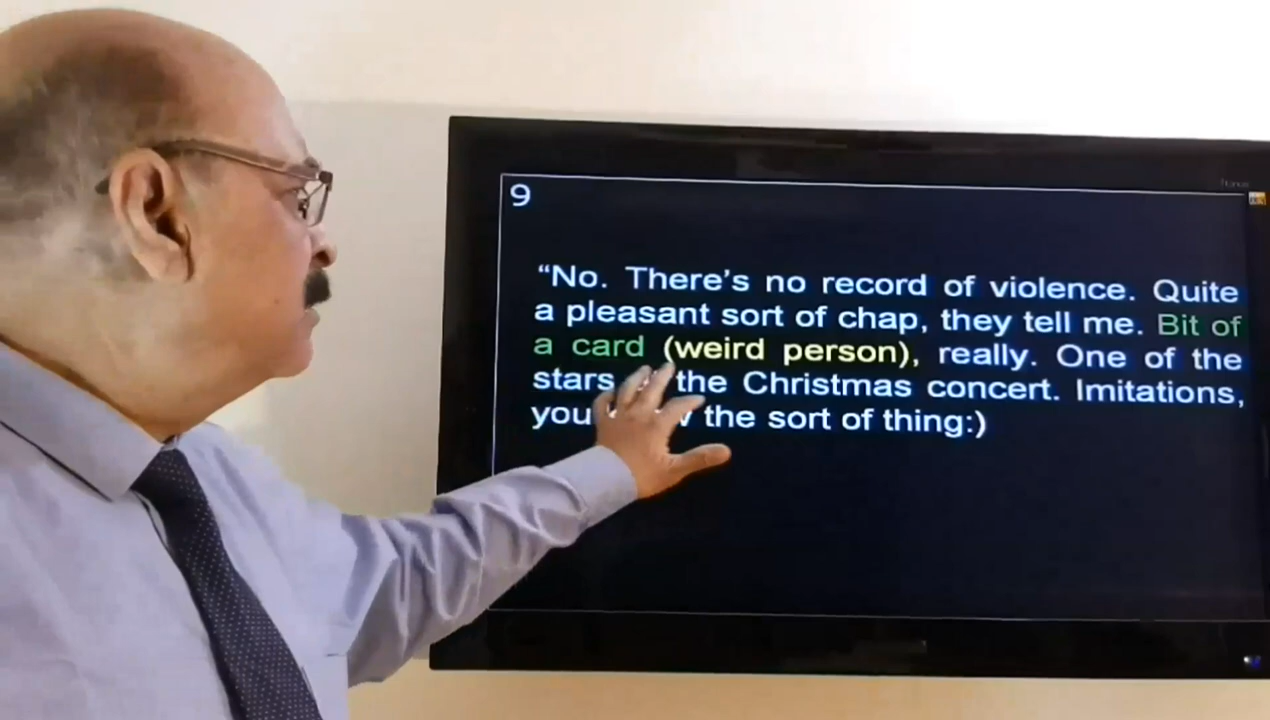 9
“No. There’s no record of violence. Quite
a pleasant sort of chap, they tell me. Bit of
a card (weird person), really. One of the
stars the Christmas concert. Imitations,
you the sort of thing:)